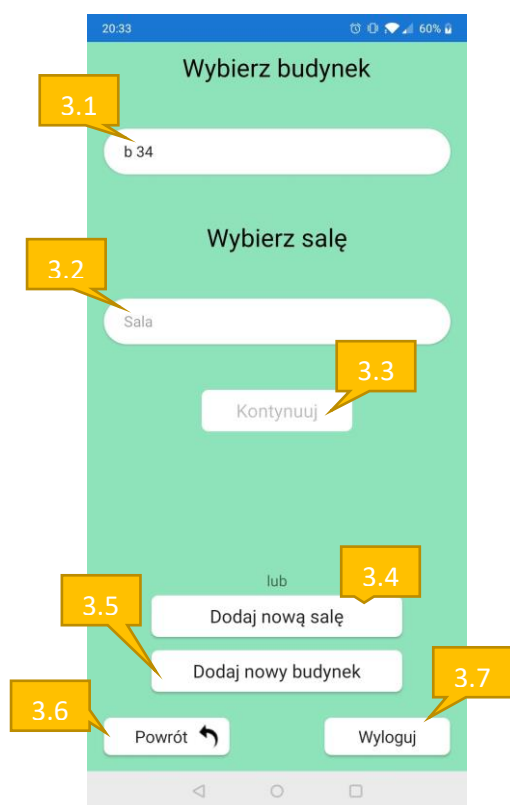 20:33 60%
Wybierz budynek
3.1
b 34
Wybierz salę
3.2
Sala
3.3
Kontynuuj
lub
3.4
Dodaj nową salę
3.5
Dodaj nowy budynek
3.6
Powrót
3.7
Wyloguj